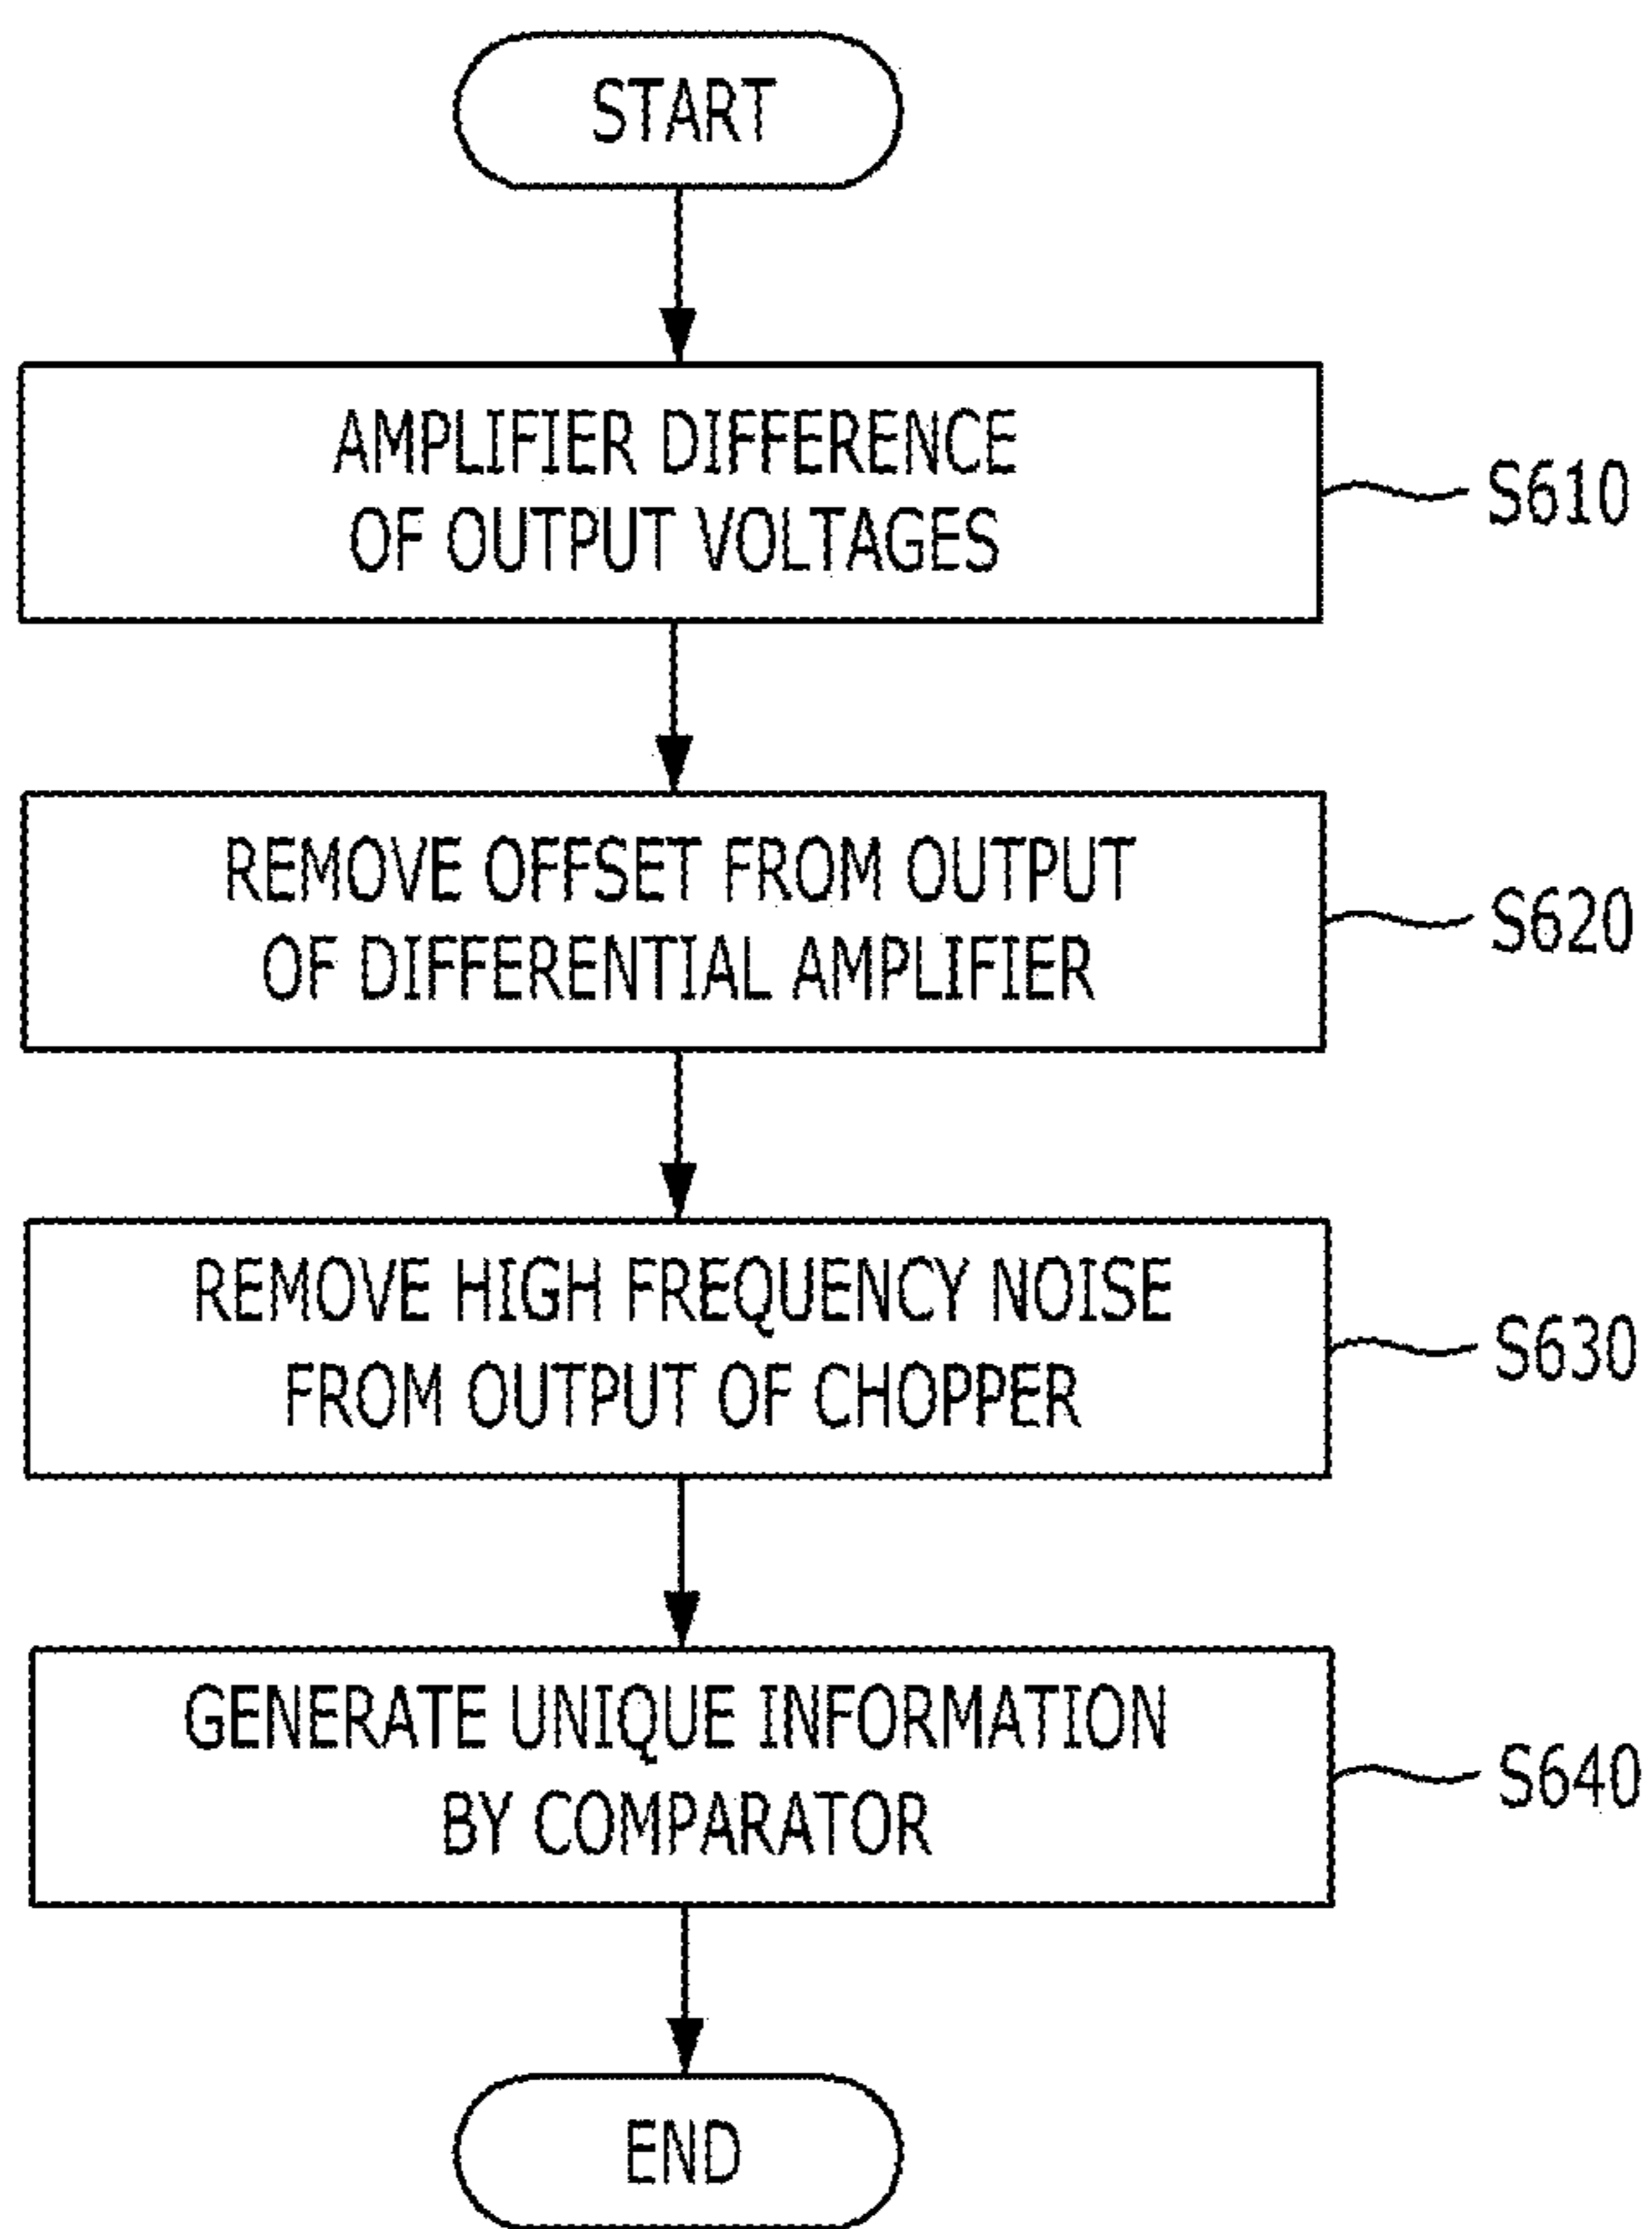 START
AMPLIFIER DIFFERENCE
OF OUTPUT VOLTAGES
S610
REMOVE OFFSET FROM OUTPUT
OF DIFFERENTIAL AMPLIFIER
S620
REMOVE HIGH FREQUENCY NOISE
FROM OUTPUT OF CHOPPER
S630
GENERATE UNIQUE INFORMATION
BY COMPARATOR
S640
END